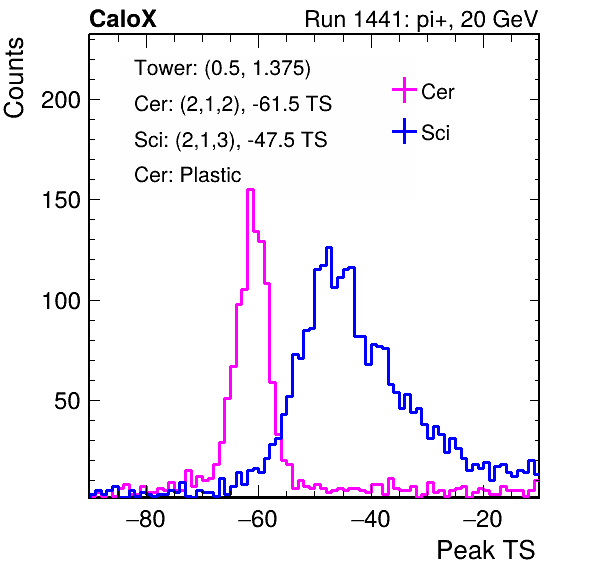 CaloX Run 1441: pi+, 20 GeV
Counts
Tower: (0.5, 1.375)
Cer: (2,1,2), -61.5 TS
Sci: (2,1,3), -47.5 TS
Cer: Plastic
Cer
Sci
200
150
100
50
−80 −60 −40 −20
Peak TS